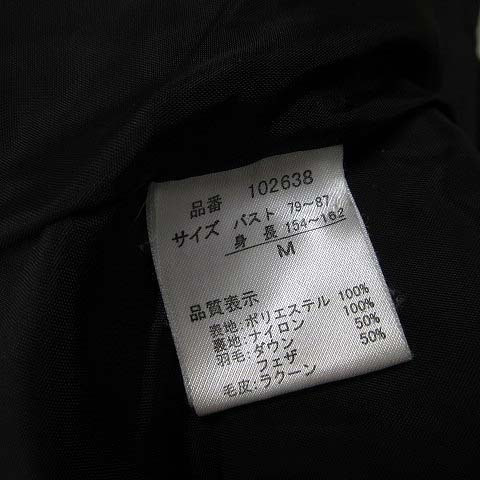 品番 102638
サイズ バスト 79~87
身長 154~162
M
品質表示
表地:ポリエステル 100%
裏地:ナイロン 100%
羽毛:ダウン 50%
フェザ 50%
毛皮:ラクーン